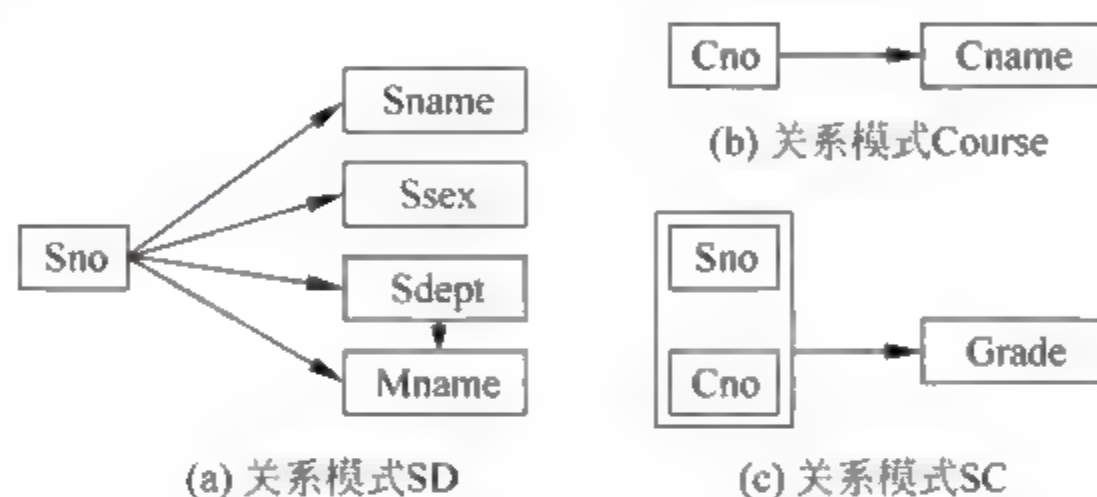 Sno
Sname
Ssex
Sdept
Mname
(a) 关系模式SD
Cno
Cname
(b) 关系模式Course
Sno
Cno
Grade
(c) 关系模式SC